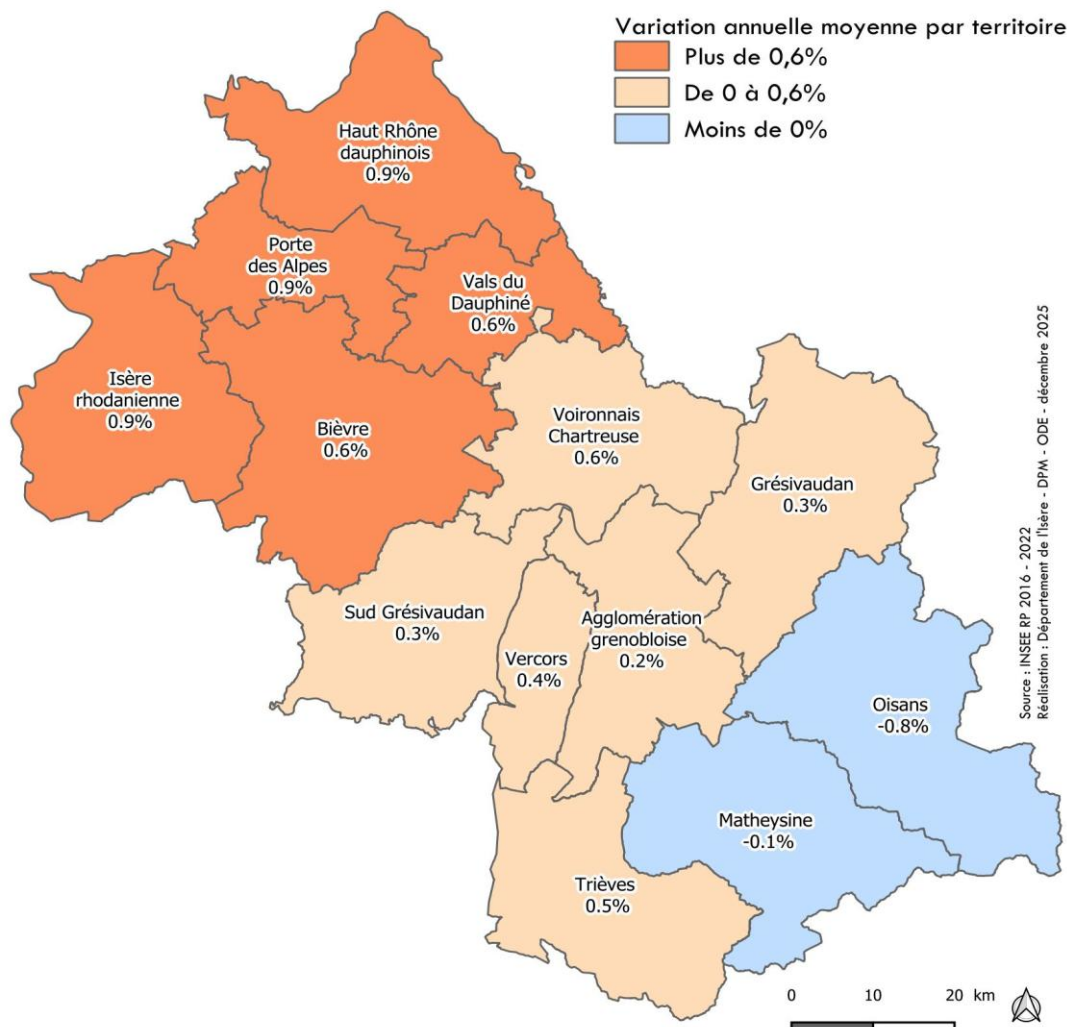 Variation annuelle moyenne par territoire
Plus de 0,6%
De 0 à 0,6%
Moins de 0%
Haut Rhône
dauphinois
0.9%
Porte
des Alpes
0.9%
Vals du
Dauphiné
0.6%
Isère
rhodanienne
0.9%
Bièvre
0.6%
Voironnais
Chartreuse
0.6%
Grésivaudan
0.3%
Sud Grésivaudan
0.3%
Vercors
0.4%
Agglomération
grenobloise
0.2%
Oisans
-0.8%
Matheysine
-0.1%
Trièves
0.5%
Source : INSEE RP 2016 - 2022
Réalisation : Département de l'Isère - DPM - ODE - décembre 2025
0 10 20 km